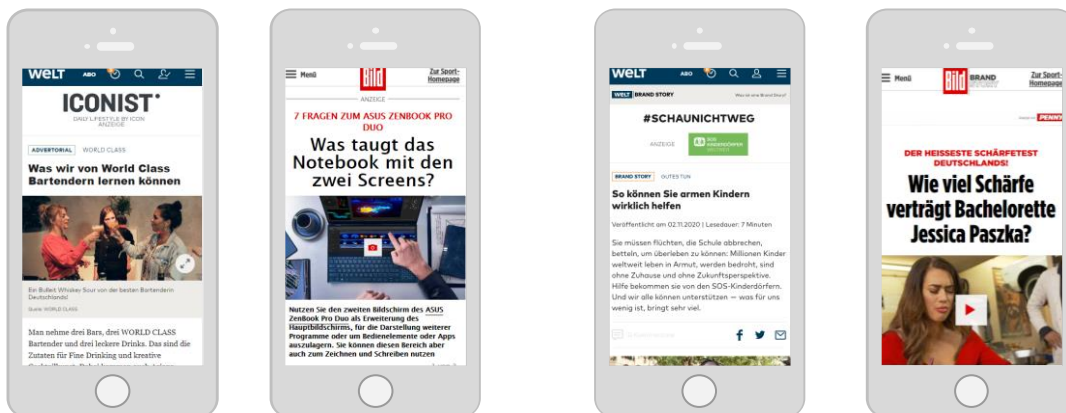 WELT ABO
ICONIST
DAILY LIFESTYLE BY ICON
ANZEIGE
ADVERTORIAL WORLD CLASS
Was wir von World Class
Bartendern lernen können
Ein Bulleit Whiskey Sour von der besten Bartenderin
Deutschlands!
Quelle: WORLD CLASS
Man nehme drei Bars, drei WORLD CLASS
Bartender und drei leckere Drinks. Das sind die
Zutaten für Fine Drinking und kreative
Menü Bild Zur Sport-
Homepage
ANZEIGE
7 FRAGEN ZUM ASUS ZENBOOK PRO
DUO
Was taugt das
Notebook mit den
zwei Screens?
Nutzen Sie den zweiten Bildschirm des ASUS
ZenBook Pro Duo als Erweiterung des
Hauptbildschirms, für die Darstellung weiterer
Programme oder um Bedienelemente oder Apps
auszulagern. Sie können diesen Bereich aber
auch zum Zeichnen und Schreiben nutzen
WELT ABO
WELT BRAND STORY Was ist eine Brand Story?
#SCHAUNICHTWEG
ANZEIGE SOS
KINDERDÖRFER
WELTWEIT
BRAND STORY GUTES TUN
So können Sie armen Kindern
wirklich helfen
Veröffentlicht am 02.11.2020 | Lesedauer: 7 Minuten
Sie müssen flüchten, die Schule abbrechen,
betteln, um überleben zu können: Millionen Kinder
weltweit leben in Armut, werden bedroht, sind
ohne Zuhause und ohne Zukunftsperspektive.
Hilfe bekommen sie von den SOS-Kinderdörfern.
Und wir alle können unterstützen — was für uns
wenig ist, bringt sehr viel.
Menü Bild BRAND
STORY Zur Sport-
Homepage
PENNY
DER HEISSESTE SCHÄRFETEST
DEUTSCHLANDS!
Wie viel Schärfe
verträgt Bachelorette
Jessica Paszka?